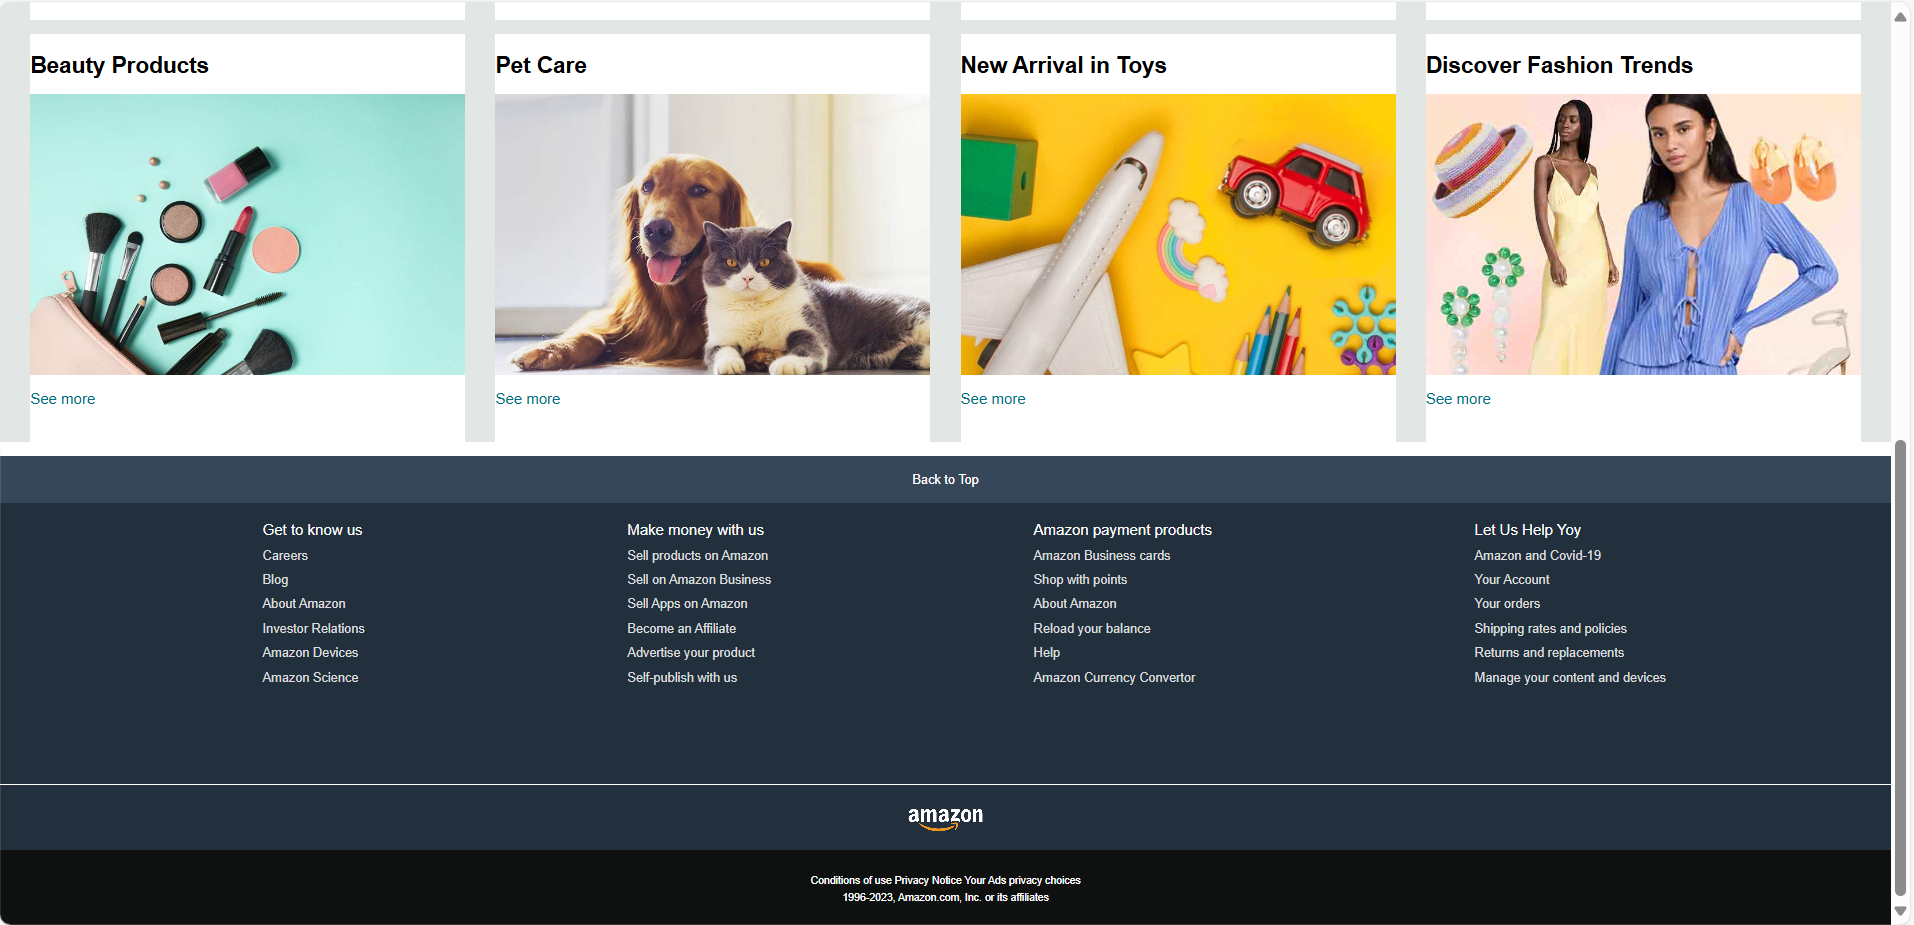 Beauty Products
Pet Care
New Arrival in Toys
Discover Fashion Trends
See more
See more
See more
See more
Back to Top
Get to know us
Careers
Blog
About Amazon
Investor Relations
Amazon Devices
Amazon Science
Make money with us
Sell products on Amazon
Sell on Amazon Business
Sell Apps on Amazon
Become an Affiliate
Advertise your product
Self-publish with us
Amazon payment products
Amazon Business cards
Shop with points
About Amazon
Reload your balance
Help
Amazon Currency Convertor
Let Us Help Yoy
Amazon and Covid-19
Your Account
Your orders
Shipping rates and policies
Returns and replacements
Manage your content and devices
amazon
Conditions of use Privacy Notice Your Ads privacy choices
1996-2023, Amazon.com, Inc. or its affiliates